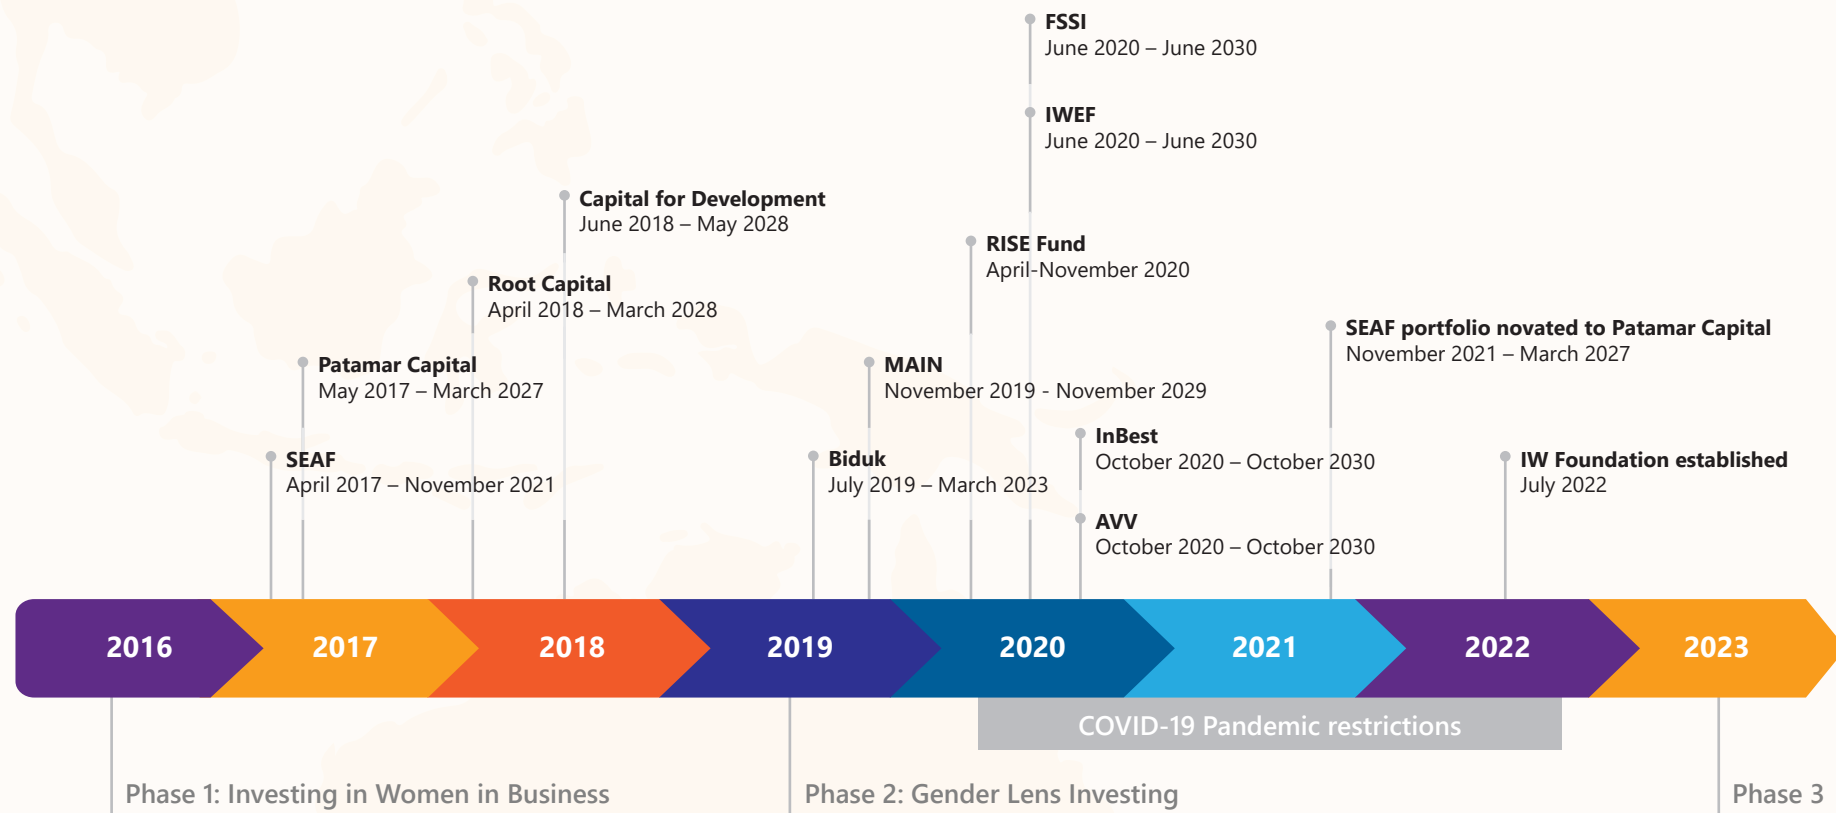 FSSI
June 2020 – June 2030
IWEF
June 2020 – June 2030
Capital for Development
June 2018 – May 2028
RISE Fund
April-November 2020
Root Capital
April 2018 – March 2028
SEAF portfolio novated to Patamar Capital
November 2021 – March 2027
Patamar Capital
May 2017 – March 2027
MAIN
November 2019 - November 2029
InBest
October 2020 – October 2030
SEAF
April 2017 – November 2021
Biduk
July 2019 – March 2023
IW Foundation established
July 2022
AVV
October 2020 – October 2030
2016
2017
2018
2019
2020
2021
2022
2023
COVID-19 Pandemic restrictions
Phase 1: Investing in Women in Business
Phase 2: Gender Lens Investing
Phase 3